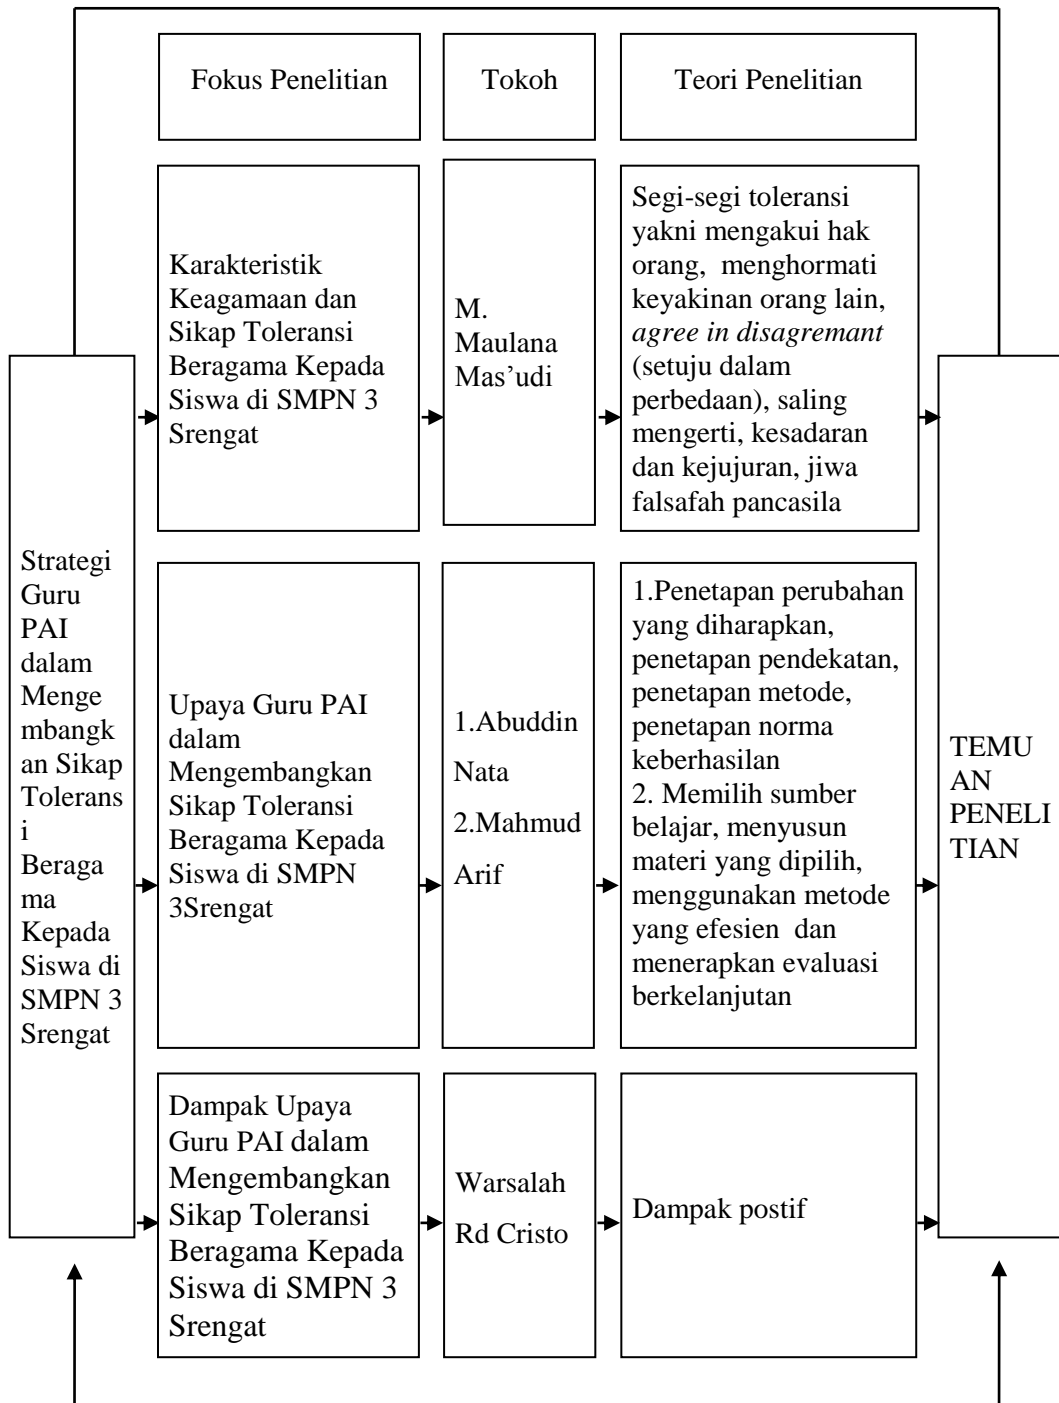 Fokus Penelitian
Tokoh
Teori Penelitian
Strategi
Guru
PAI
dalam
Menge
mbangk
an Sikap
Tolerans
i
Beraga
ma
Kepada
Siswa di
SMPN 3
Srengat
Karakteristik
Keagamaan dan
Sikap Toleransi
Beragama Kepada
Siswa di SMPN 3
Srengat
M.
Maulana
Mas’udi
Segi-segi toleransi
yakni mengakui hak
orang, menghormati
keyakinan orang lain,
agree in disagremant
(setuju dalam
perbedaan), saling
mengerti, kesadaran
dan kejujuran, jiwa
falsafah pancasila
Upaya Guru PAI
dalam
Mengembangkan
Sikap Toleransi
Beragama Kepada
Siswa di SMPN
3Srengat
1.Abuddin
Nata
2.Mahmud
Arif
1.Penetapan perubahan
yang diharapkan,
penetapan pendekatan,
penetapan metode,
penetapan norma
keberhasilan
2. Memilih sumber
belajar, menyusun
materi yang dipilih,
menggunakan metode
yang efesien dan
menerapkan evaluasi
berkelanjutan
Dampak Upaya
Guru PAI dalam
Mengembangkan
Sikap Toleransi
Beragama Kepada
Siswa di SMPN 3
Srengat
Warsalah
Rd Cristo
Dampak postif
TEMU
AN
PENELI
TIAN